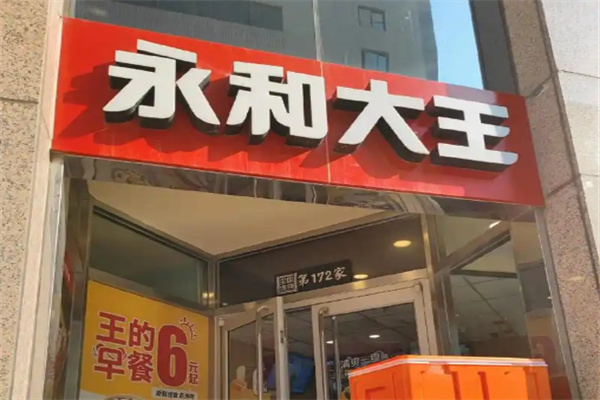 永和大王
第172家
王的
早餐
6元起